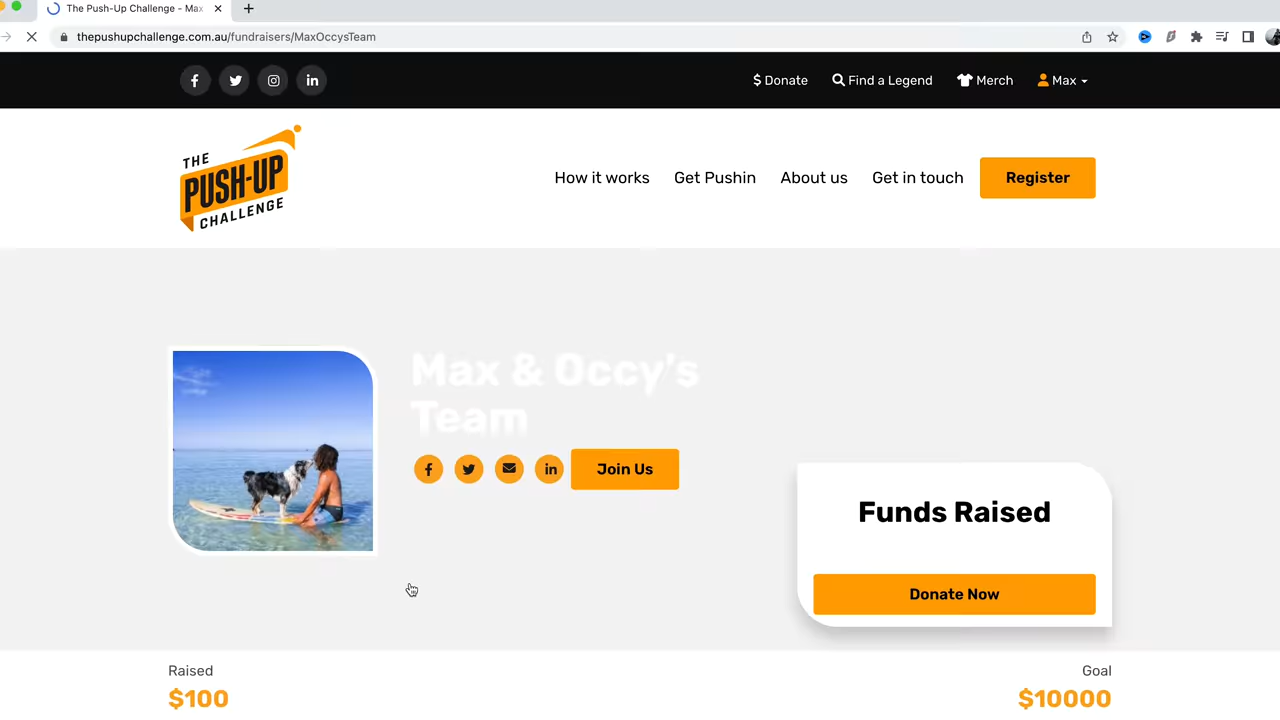 The Push-Up Challenge - Max
thepushupchallenge.com.au/fundraisers/MaxOccysTeam
Donate
Find a Legend
Merch
Max
THE
PUSH-UP
CHALLENGE
How it works
Get Pushin
About us
Get in touch
Register
Max & Occy's
Team
Join Us
Funds Raised
Donate Now
Raised
Goal
$100
$10000